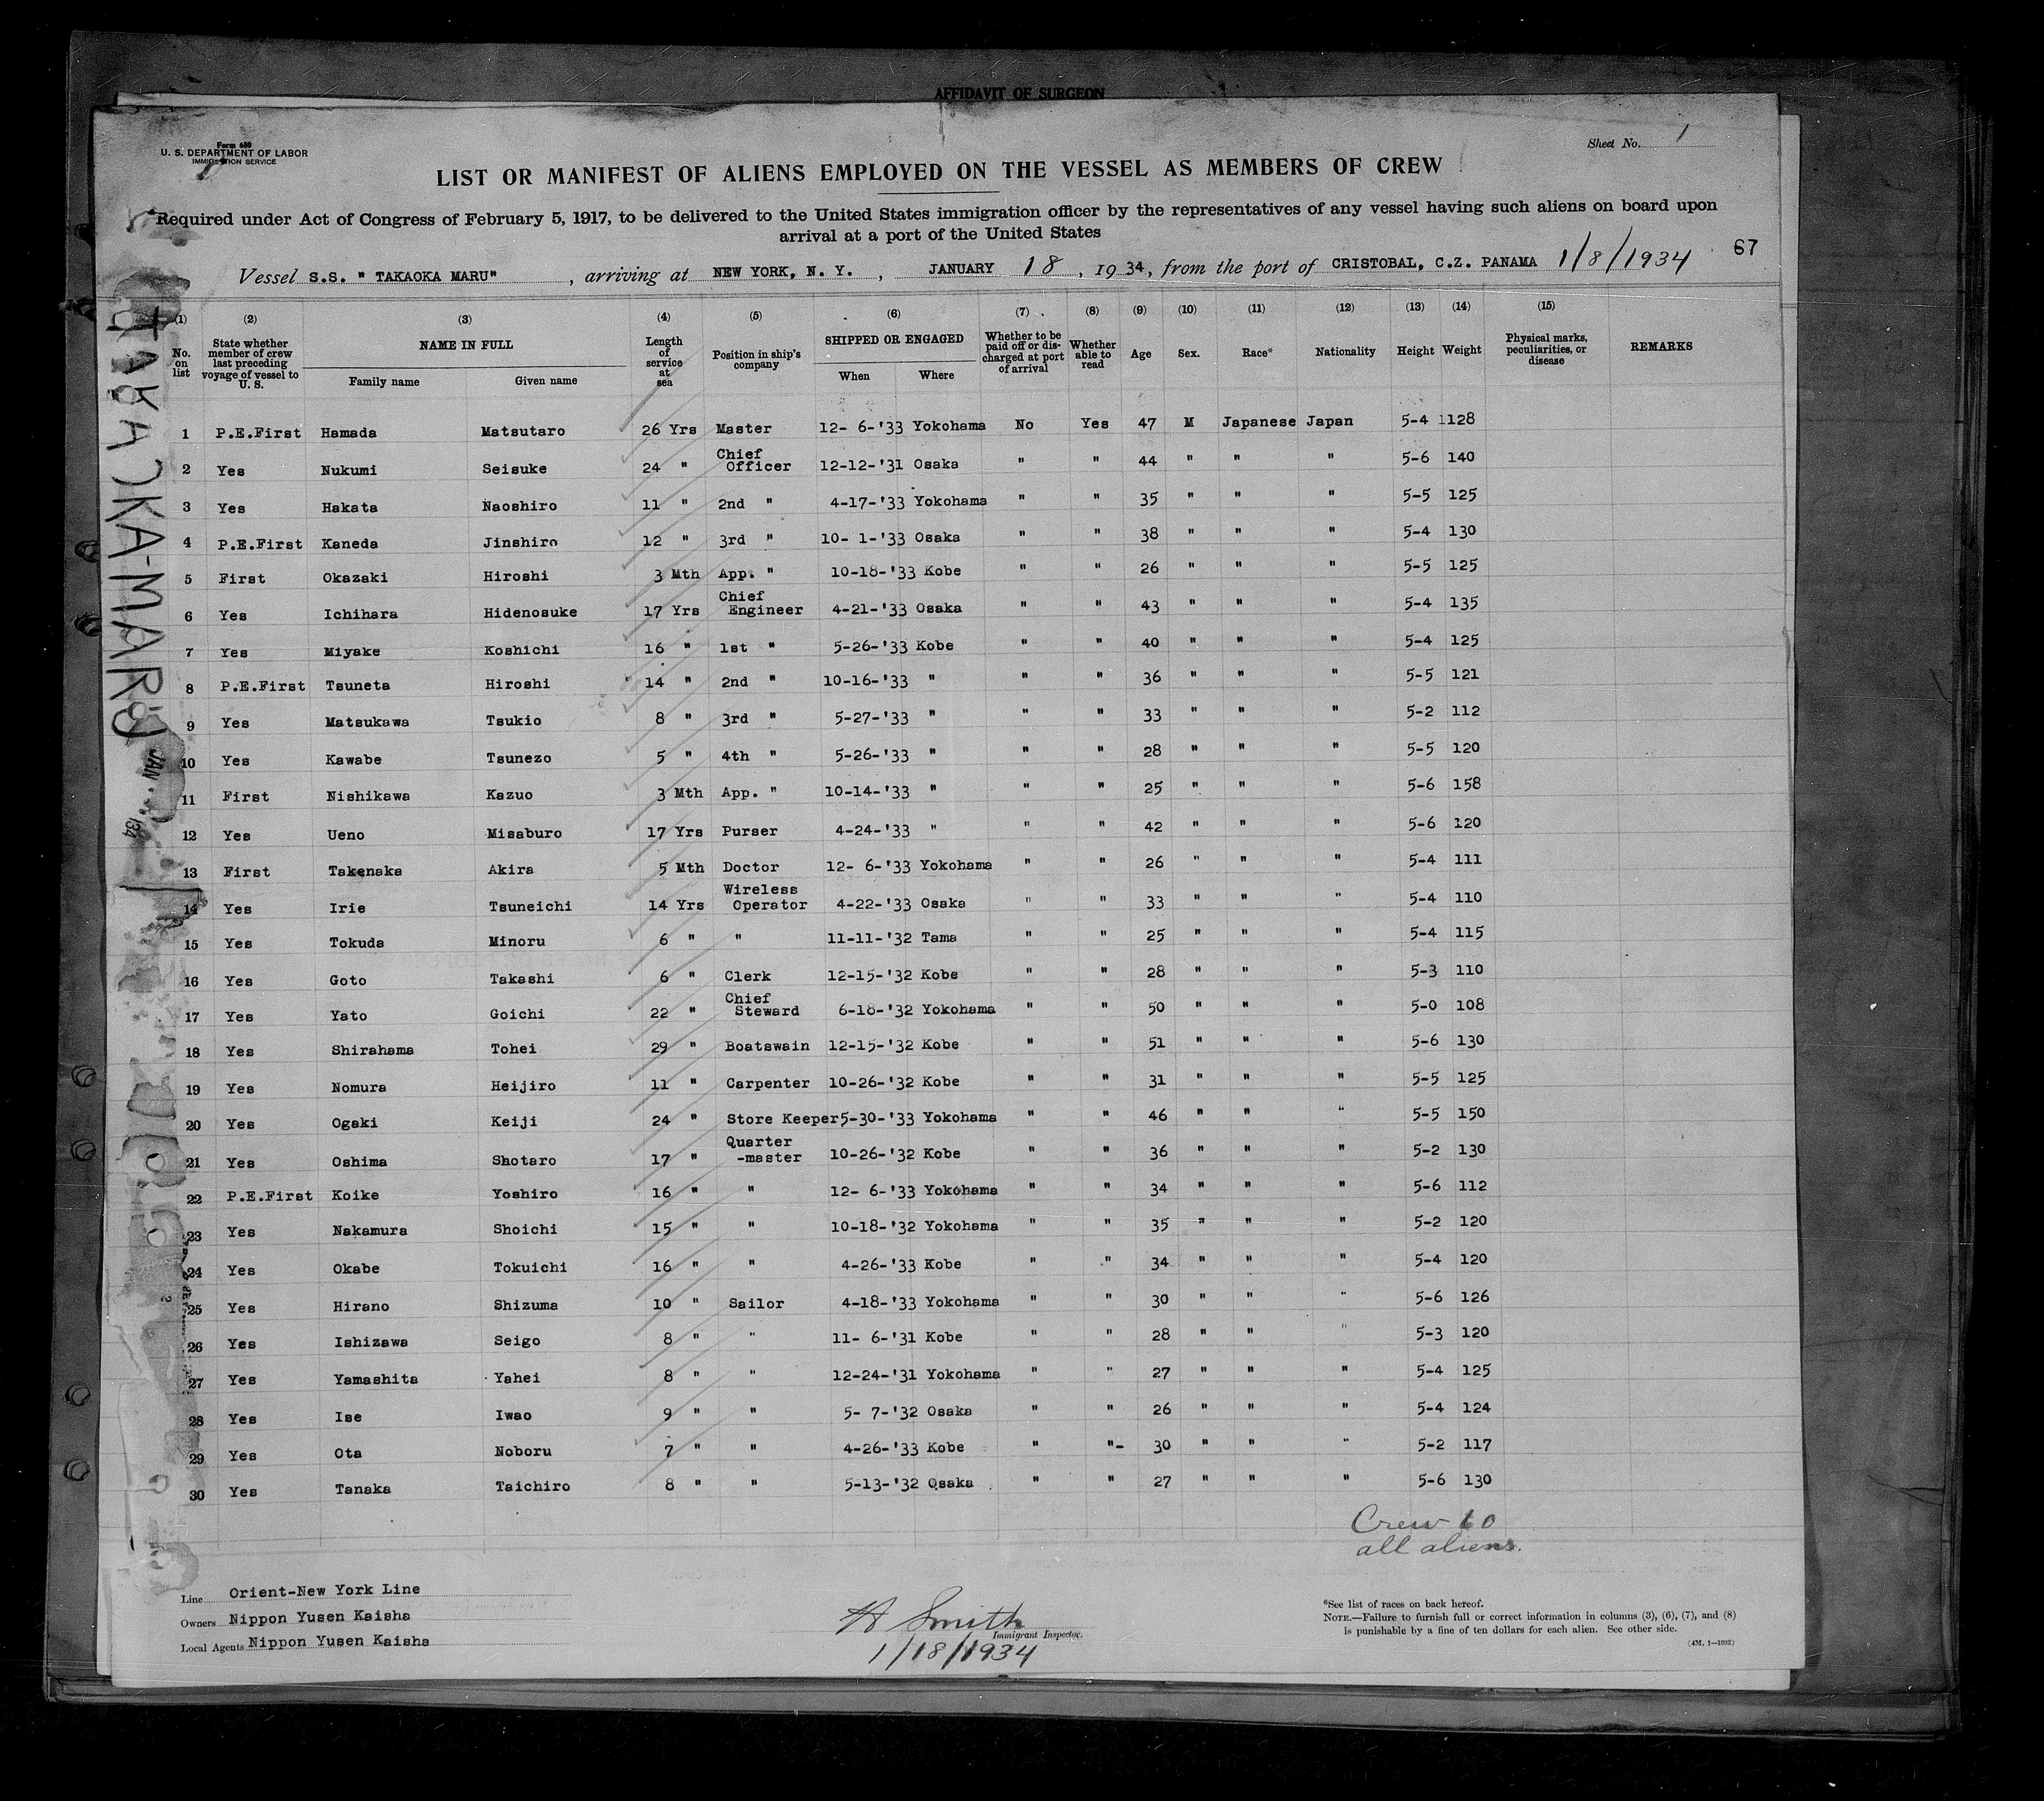 AFFIDAVIT OF SURGEON
Form 680
U. S. DEPARTMENT OF LABOR
IMMIGRATION SERVICE
Sheet No. 1
LIST OR MANIFEST OF ALIENS EMPLOYED ON THE VESSEL AS MEMBERS OF CREW
Required under Act of Congress of February 5, 1917, to be delivered to the United States immigration officer by the representatives of any vessel having such aliens on board upon
arrival at a port of the United States
67
Vessel S.S. " TAKAOKA MARU" , arriving at NEW YORK, N. Y. , JANUARY 18 , 1934, from the port of CRISTOBAL, C.Z. PANAMA 1/8/1934
TAKAOKA-MARU
JAN '34
(1) (2) (3) (4) (5) (6) (7) (8) (9) (10) (11) (12) (13) (14) (15)
No. on list State whether member of crew last preceding voyage of vessel to U. S. NAME IN FULL Length of service at sea Position in ship's company SHIPPED OR ENGAGED Whether to be paid off or discharged at port of arrival Whether able to read Age Sex. Race* Nationality Height Weight Physical marks, peculiarities, or disease REMARKS
Family name Given name When Where
1 P.E.First Hamada Matsutaro 26 Yrs Master 12- 6-'33 Yokohama No Yes 47 M Japanese Japan 5-4 1128
2 Yes Nukumi Seisuke 24 " Chief Officer 12-12-'31 Osaka " " 44 " " " 5-6 140
3 Yes Hakata Naoshiro 11 " 2nd " 4-17-'33 Yokohama " " 35 " " " 5-5 125
4 P.E.First Kaneda Jinshiro 12 " 3rd " 10- 1-'33 Osaka " " 38 " " " 5-4 130
5 First Okazaki Hiroshi 3 Mth App. " 10-18-'33 Kobe " " 26 " " " 5-5 125
6 Yes Ichihara Hidenosuke 17 Yrs Chief Engineer 4-21-'33 Osaka " " 43 " " " 5-4 135
7 Yes Miyake Koshichi 16 " 1st " 5-26-'33 Kobe " " 40 " " " 5-4 125
8 P.E.First Tsuneta Hiroshi 14 " 2nd " 10-16-'33 " " " 36 " " " 5-5 121
9 Yes Matsukawa Tsukio 8 " 3rd " 5-27-'33 " " " 33 " " " 5-2 112
10 Yes Kawabe Tsunezo 5 " 4th " 5-26-'33 " " " 28 " " " 5-5 120
11 First Nishikawa Kazuo 3 Mth App. " 10-14-'33 " " " 25 " " " 5-6 158
12 Yes Ueno Misaburo 17 Yrs Purser 4-24-'33 " " " 42 " " " 5-6 120
13 First Takenaka Akira 5 Mth Doctor 12- 6-'33 Yokohama " " 26 " " " 5-4 111
14 Yes Irie Tsuneichi 14 Yrs Wireless Operator 4-22-'33 Osaka " " 33 " " " 5-4 110
15 Yes Tokuda Minoru 6 " " 11-11-'32 Tama " " 25 " " " 5-4 115
16 Yes Goto Takashi 6 " Clerk 12-15-'32 Kobe " " 28 " " " 5-3 110
17 Yes Yato Goichi 22 " Chief Steward 6-18-'32 Yokohama " " 50 " " " 5-0 108
18 Yes Shirahama Tohei 29 " Boatswain 12-15-'32 Kobe " " 51 " " " 5-6 130
19 Yes Nomura Heijiro 11 " Carpenter 10-26-'32 Kobe " " 31 " " " 5-5 125
20 Yes Ogaki Keiji 24 " Store Keeper 5-30-'33 Yokohama " " 46 " " " 5-5 150
21 Yes Oshima Shotaro 17 " Quarter -master 10-26-'32 Kobe " " 36 " " " 5-2 130
22 P.E.First Koike Yoshiro 16 " " 12- 6-'33 Yokohama " " 34 " " " 5-6 112
23 Yes Nakamura Shoichi 15 " " 10-18-'32 Yokohama " " 35 " " " 5-2 120
24 Yes Okabe Tokuichi 16 " " 4-26-'33 Kobe " " 34 " " " 5-4 120
25 Yes Hirano Shizuma 10 " Sailor 4-18-'33 Yokohama " " 30 " " " 5-6 126
26 Yes Ishizawa Seigo 8 " " 11- 6-'31 Kobe " " 28 " " " 5-3 120
27 Yes Yamashita Yahei 8 " " 12-24-'31 Yokohama " " 27 " " " 5-4 125
28 Yes Ise Iwao 9 " " 5- 7-'32 Osaka " " 26 " " " 5-4 124
29 Yes Ota Noboru 7 " " 4-26-'33 Kobe " "- 30 " " " 5-2 117
30 Yes Tanaka Taichiro 8 " " 5-13-'32 Osaka " " 27 " " " 5-6 130
Crew 60
all aliens.
Line Orient-New York Line
Owners Nippon Yusen Kaisha
Local Agents Nippon Yusen Kaisha
H Smith
Immigrant Inspector.
1/18/1934
*See list of races on back hereof.
NOTE.—Failure to furnish full or correct information in columns (3), (6), (7), and (8)
is punishable by a fine of ten dollars for each alien. See other side.